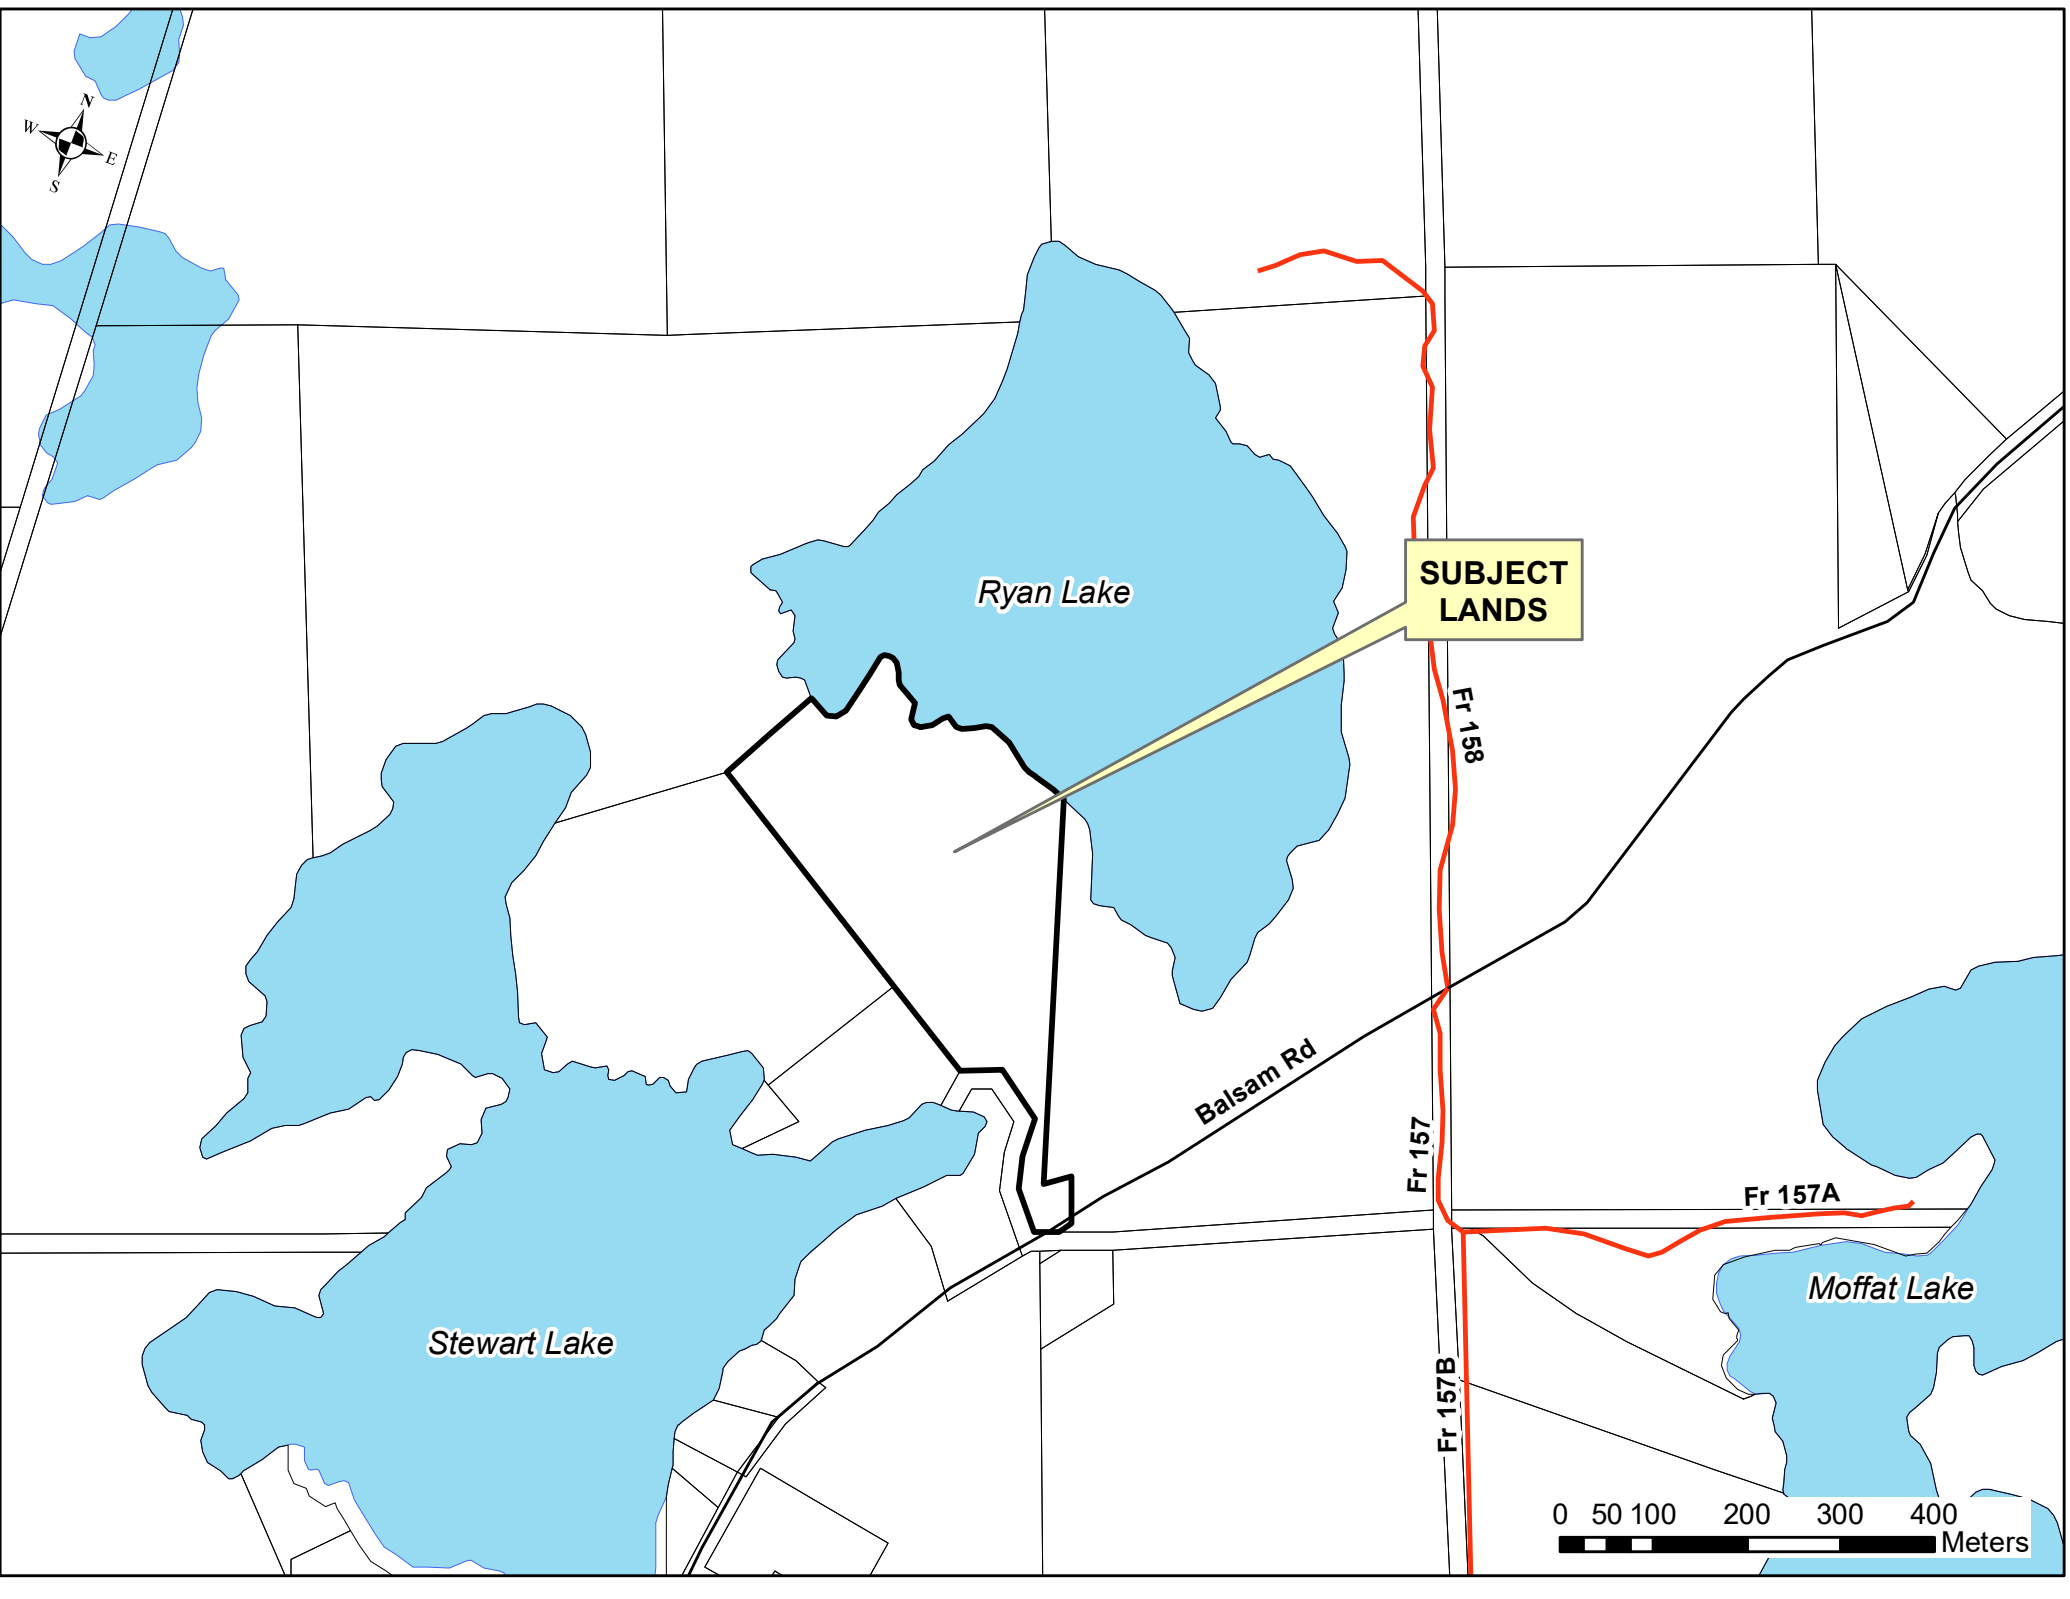 N
W
E
S
Ryan Lake
SUBJECT
LANDS
Fr 158
Balsam Rd
Fr 157
Fr 157A
Moffat Lake
Stewart Lake
Fr 157B
0 50 100 200 300 400
Meters